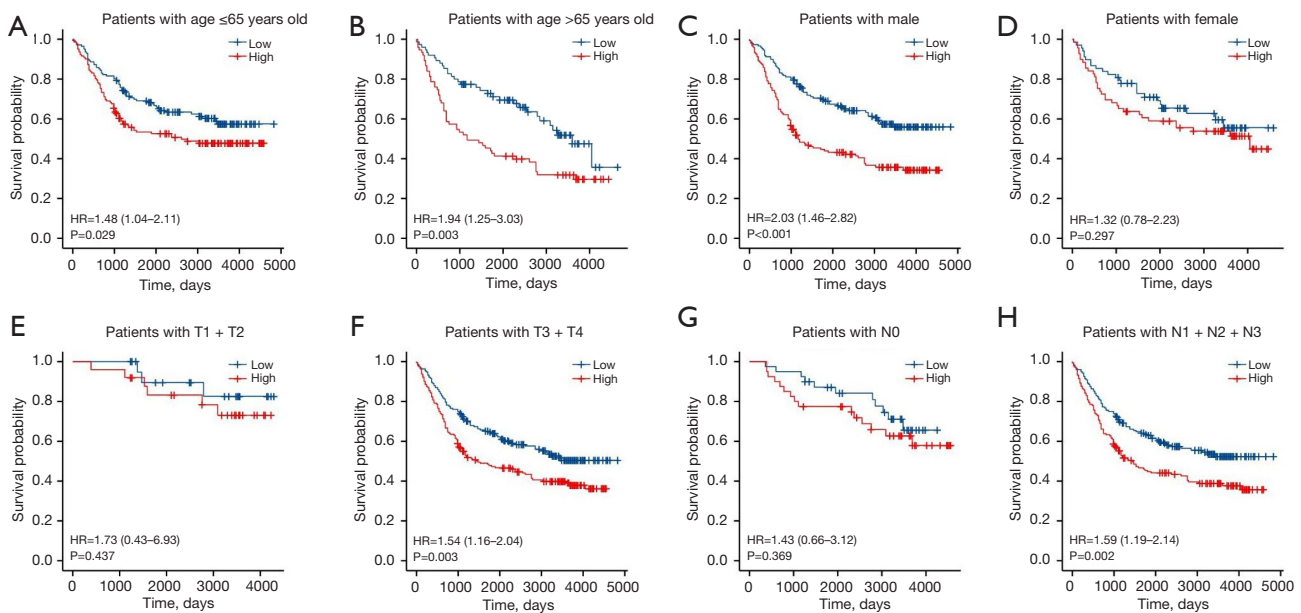 A
Patients with age ≤65 years old
Low
High
Survival probability
1.0
0.8
0.6
0.4
0.2
0.0
HR=1.48 (1.04–2.11)
P=0.029
0 1000 2000 3000 4000 5000
Time, days
B
Patients with age >65 years old
Low
High
Survival probability
1.0
0.8
0.6
0.4
0.2
0.0
HR=1.94 (1.25–3.03)
P=0.003
0 1000 2000 3000 4000
Time, days
C
Patients with male
Low
High
Survival probability
1.0
0.8
0.6
0.4
0.2
0.0
HR=2.03 (1.46–2.82)
P<0.001
0 1000 2000 3000 4000 5000
Time, days
D
Patients with female
Low
High
Survival probability
1.0
0.8
0.6
0.4
0.2
0.0
HR=1.32 (0.78–2.23)
P=0.297
0 1000 2000 3000 4000
Time, days
E
Patients with T1 + T2
Low
High
Survival probability
1.0
0.8
0.6
0.4
0.2
0.0
HR=1.73 (0.43–6.93)
P=0.437
0 1000 2000 3000 4000
Time, days
F
Patients with T3 + T4
Low
High
Survival probability
1.0
0.8
0.6
0.4
0.2
0.0
HR=1.54 (1.16–2.04)
P=0.003
0 1000 2000 3000 4000 5000
Time, days
G
Patients with N0
Low
High
Survival probability
1.0
0.8
0.6
0.4
0.2
0.0
HR=1.43 (0.66–3.12)
P=0.369
0 1000 2000 3000 4000
Time, days
H
Patients with N1 + N2 + N3
Low
High
Survival probability
1.0
0.8
0.6
0.4
0.2
0.0
HR=1.59 (1.19–2.14)
P=0.002
0 1000 2000 3000 4000 5000
Time, days